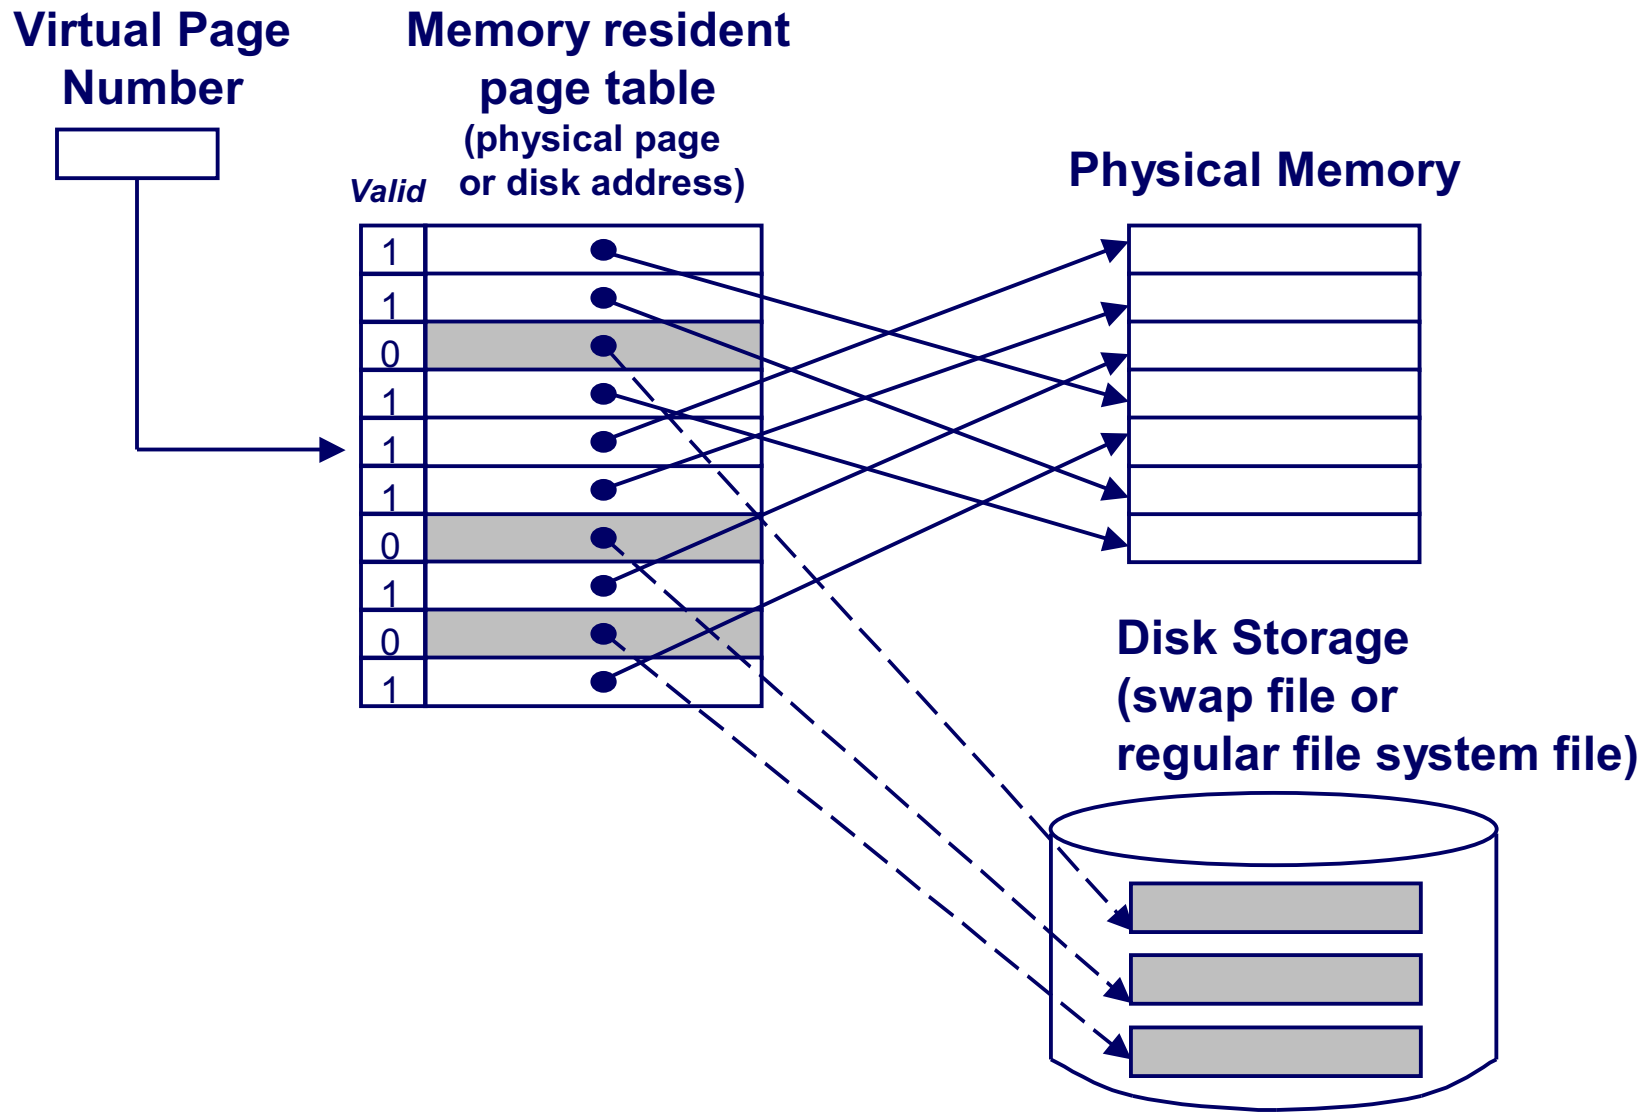 Virtual Page
Number
Memory resident
page table
(physical page
or disk address)
Valid
Physical Memory
1
1
0
1
1
1
0
1
0
1
Disk Storage
(swap file or
regular file system file)